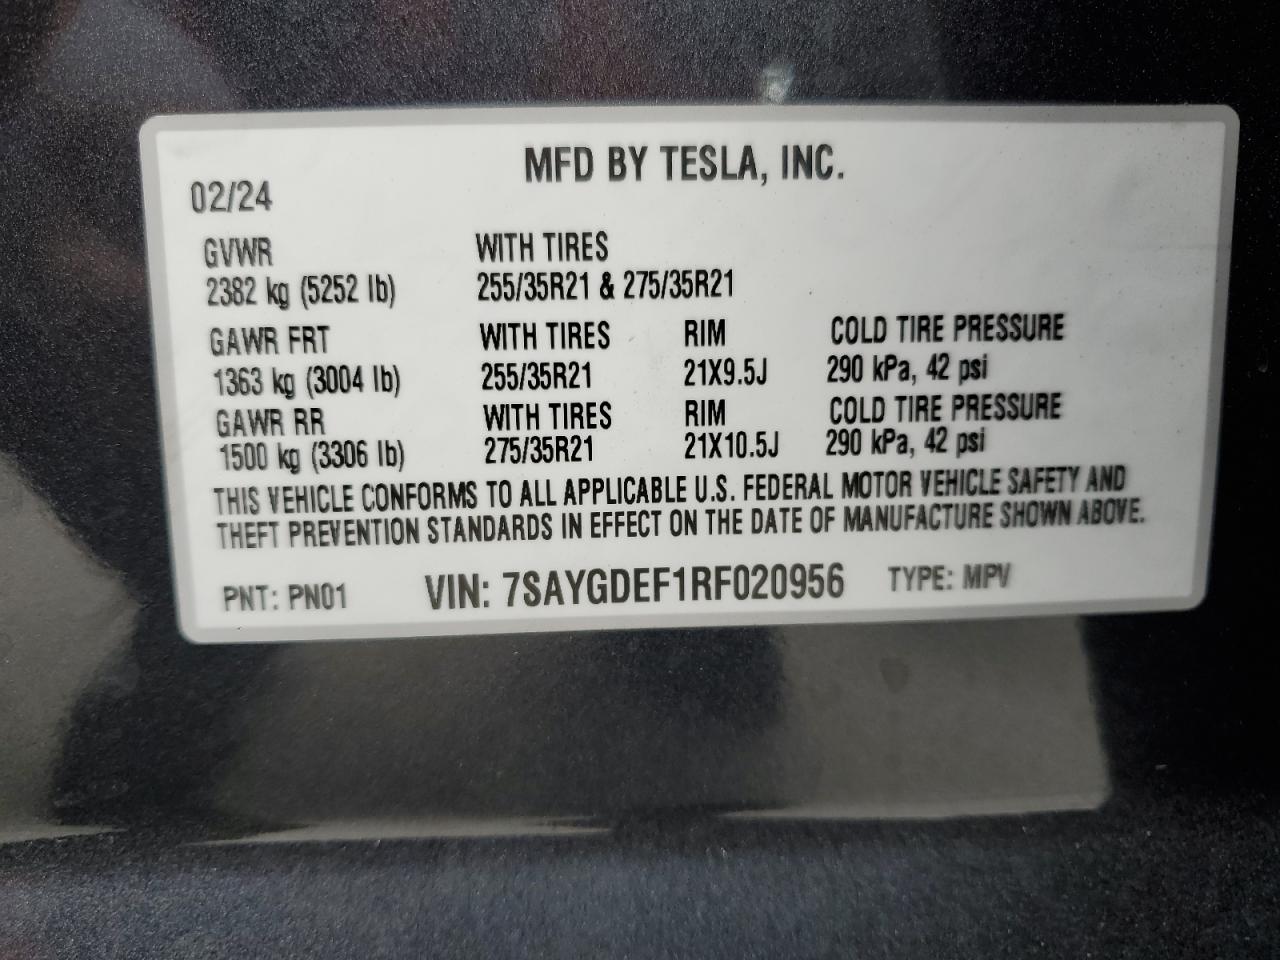 MFD BY TESLA, INC.
02/24
GVWR WITH TIRES
2382 kg (5252 lb) 255/35R21 & 275/35R21
GAWR FRT WITH TIRES RIM COLD TIRE PRESSURE
1363 kg (3004 lb) 255/35R21 21X9.5J 290 kPa, 42 psi
GAWR RR WITH TIRES RIM COLD TIRE PRESSURE
1500 kg (3306 lb) 275/35R21 21X10.5J 290 kPa, 42 psi
THIS VEHICLE CONFORMS TO ALL APPLICABLE U.S. FEDERAL MOTOR VEHICLE SAFETY AND
THEFT PREVENTION STANDARDS IN EFFECT ON THE DATE OF MANUFACTURE SHOWN ABOVE.
PNT: PN01 VIN: 7SAYGDEF1RF020956 TYPE: MPV